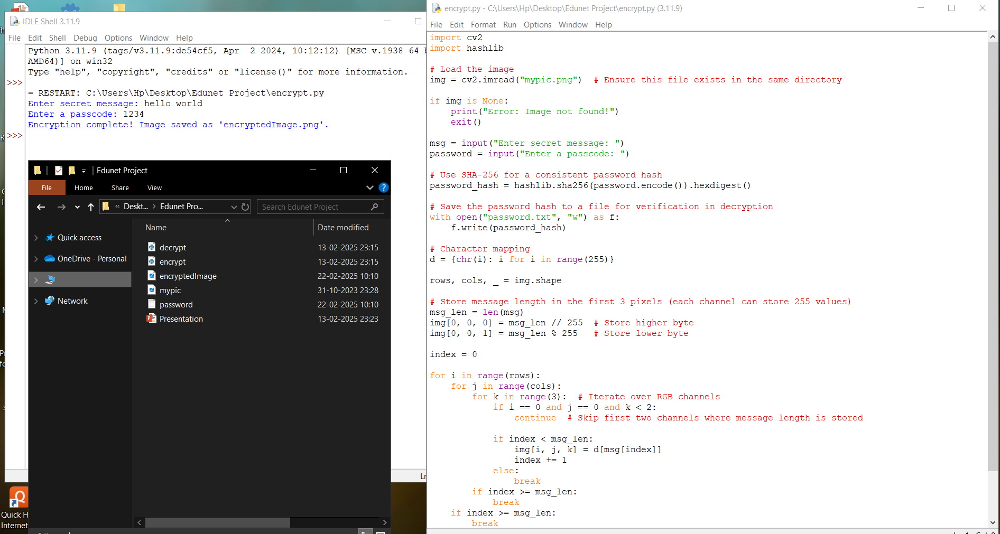 IDLE Shell 3.11.9
File Edit Shell Debug Options Window Help
Python 3.11.9 (tags/v3.11.9:de54cf5, Apr  2 2024, 10:12:12) [MSC v.1938 64
AMD64)] on win32
Type "help", "copyright", "credits" or "license()" for more information.
>>>
= RESTART: C:\Users\Hp\Desktop\Edunet Project\encrypt.py
Enter secret message: hello world
Enter a passcode: 1234
Encryption complete! Image saved as 'encryptedImage.png'.
>>>
Edunet Project
File Home Share View
« Deskt... > Edunet Pro... Search Edunet Project
Name Date modified
Quick access
OneDrive - Personal
Network
decrypt 13-02-2025 23:15
encrypt 13-02-2025 23:15
encryptedImage 22-02-2025 10:10
mypic 31-10-2023 23:28
password 22-02-2025 10:10
Presentation 13-02-2025 23:23
Quick H
Internet
encrypt.py - C:\Users\Hp\Desktop\Edunet Project\encrypt.py (3.11.9)
File Edit Format Run Options Window Help
import cv2
import hashlib
# Load the image
img = cv2.imread("mypic.png")  # Ensure this file exists in the same directory
if img is None:
    print("Error: Image not found!")
    exit()
msg = input("Enter secret message: ")
password = input("Enter a passcode: ")
# Use SHA-256 for a consistent password hash
password_hash = hashlib.sha256(password.encode()).hexdigest()
# Save the password hash to a file for verification in decryption
with open("password.txt", "w") as f:
    f.write(password_hash)
# Character mapping
d = {chr(i): i for i in range(255)}
rows, cols, _ = img.shape
# Store message length in the first 3 pixels (each channel can store 255 values)
msg_len = len(msg)
img[0, 0, 0] = msg_len // 255  # Store higher byte
img[0, 0, 1] = msg_len % 255   # Store lower byte
index = 0
for i in range(rows):
    for j in range(cols):
        for k in range(3):  # Iterate over RGB channels
            if i == 0 and j == 0 and k < 2:
                continue  # Skip first two channels where message length is stored
            if index < msg_len:
                img[i, j, k] = d[msg[index]]
                index += 1
            else:
                break
        if index >= msg_len:
            break
    if index >= msg_len:
        break